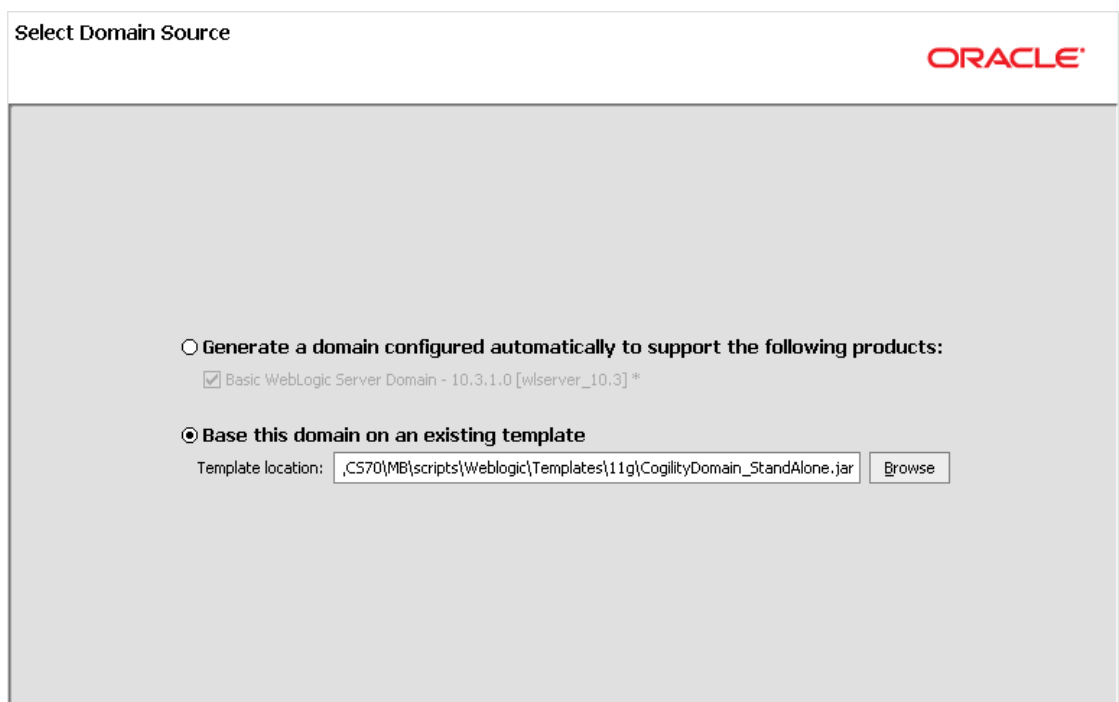 Select Domain Source
ORACLE
Generate a domain configured automatically to support the following products:
Basic WebLogic Server Domain - 10.3.1.0 [wlserver_10.3] *
Base this domain on an existing template
Template location: ,CS70\MB\scripts\Weblogic\Templates\11g\CogilityDomain_StandAlone.jar Browse